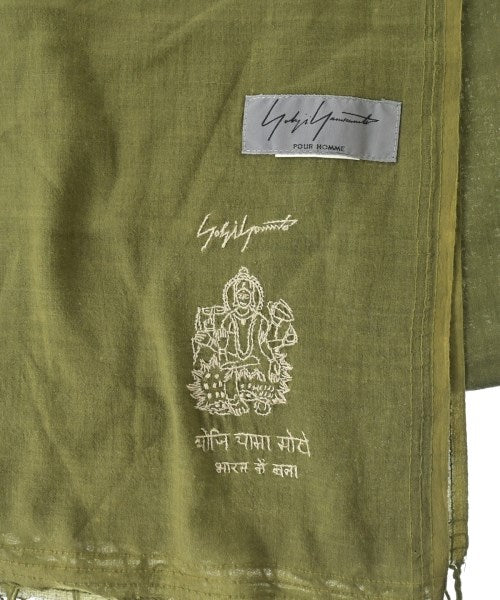 Yohji Yamamoto
POUR HOMME
Yohji Yamamoto
योजि यामा मोटो
भारत में बना